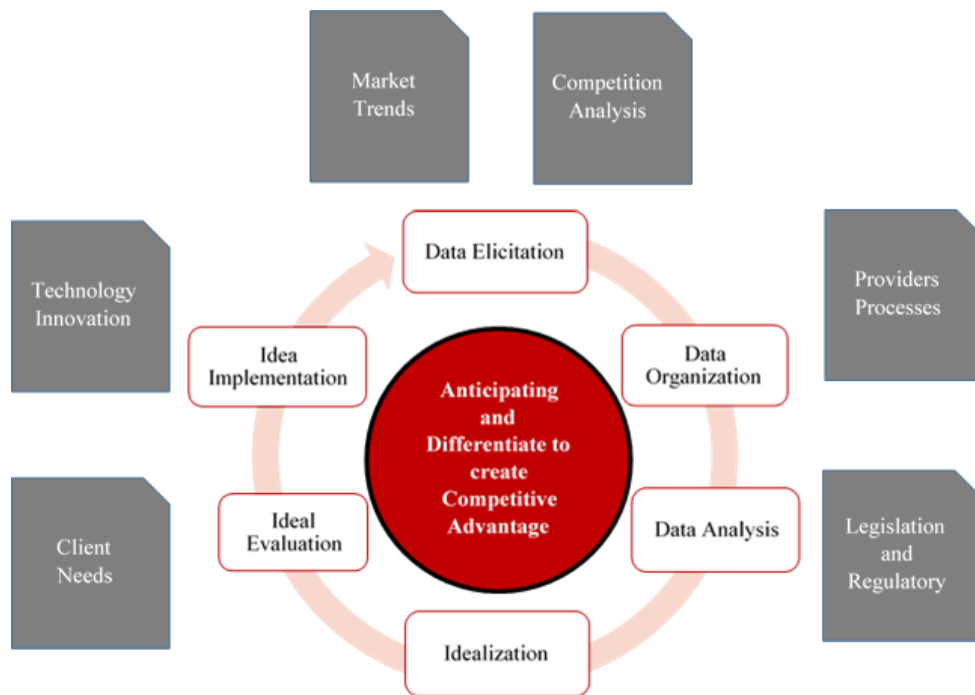 Market
Trends
Competition
Analysis
Technology
Innovation
Providers
Processes
Client
Needs
Legislation
and
Regulatory
Data Elicitation
Data
Organization
Data Analysis
Idealization
Ideal
Evaluation
Idea
Implementation
Anticipating
and
Differentiate to
create
Competitive
Advantage